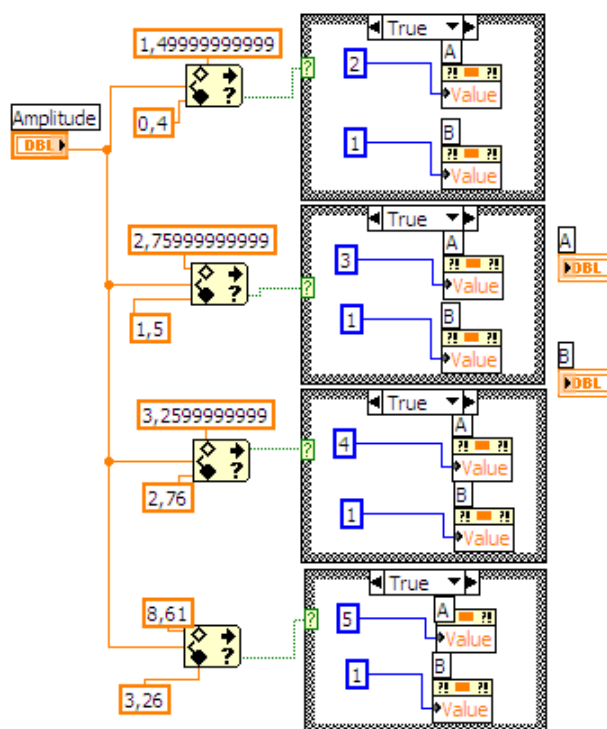 True
1,49999999999
A
2
?!
?!
Value
?
?
Amplitude
DBL
0,4
B
1
?!
?!
Value
True
2,75999999999
A
3
?!
?!
Value
A
DBL
?
?
1,5
B
1
?!
?!
Value
B
DBL
True
3,2599999999
A
4
?!
?!
Value
?
?
2,76
B
1
?!
?!
Value
True
8,61
A
5
?!
Value
?
?
3,26
B
1
?!
?!
Value